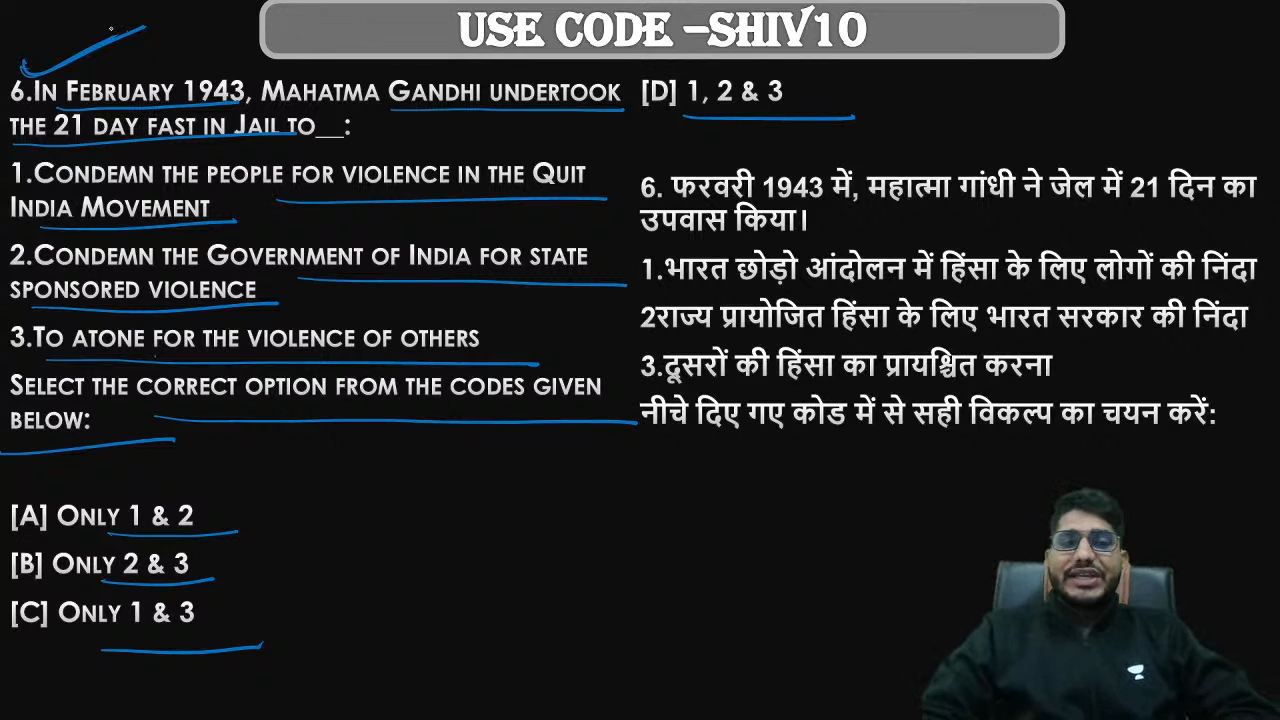 USE CODE –SHIV10
6.In February 1943, Mahatma Gandhi undertook
the 21 day fast in Jail to__:
1.Condemn the people for violence in the Quit
India Movement
2.Condemn the Government of India for state
sponsored violence
3.To atone for the violence of others
Select the correct option from the codes given
below:
[A] Only 1 & 2
[B] Only 2 & 3
[C] Only 1 & 3
[D] 1, 2 & 3
6. फरवरी 1943 में, महात्मा गांधी ने जेल में 21 दिन का
उपवास किया।
1.भारत छोड़ो आंदोलन में हिंसा के लिए लोगों की निंदा
2राज्य प्रायोजित हिंसा के लिए भारत सरकार की निंदा
3.दूसरों की हिंसा का प्रायश्चित करना
नीचे दिए गए कोड में से सही विकल्प का चयन करें: